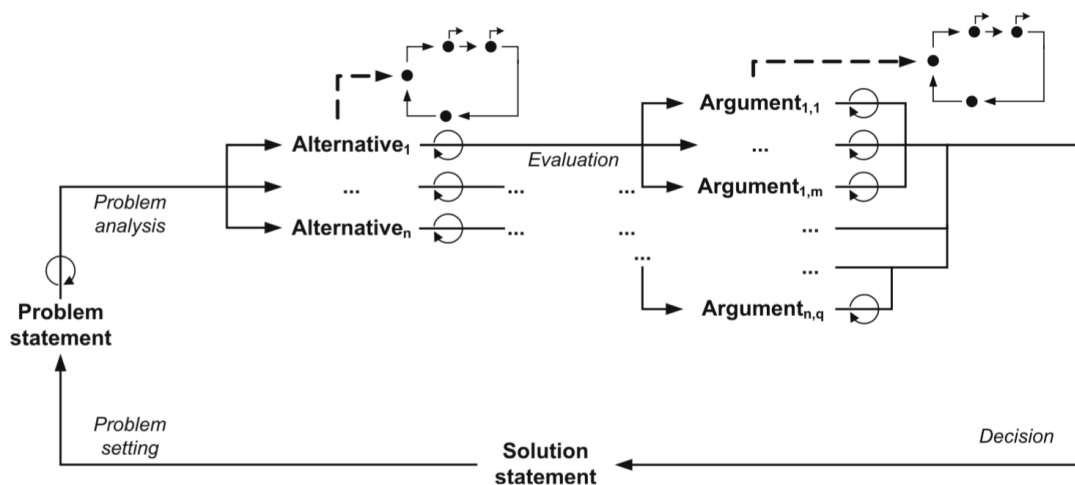 Alternative₁
Evaluation
Argument₁,₁
...
Argument₁,ₘ
Problem
analysis
... ... ...
Alternativeₙ
... ... ...
...
...
Argumentₙ,q
Problem
statement
Problem
setting
Solution
statement
Decision